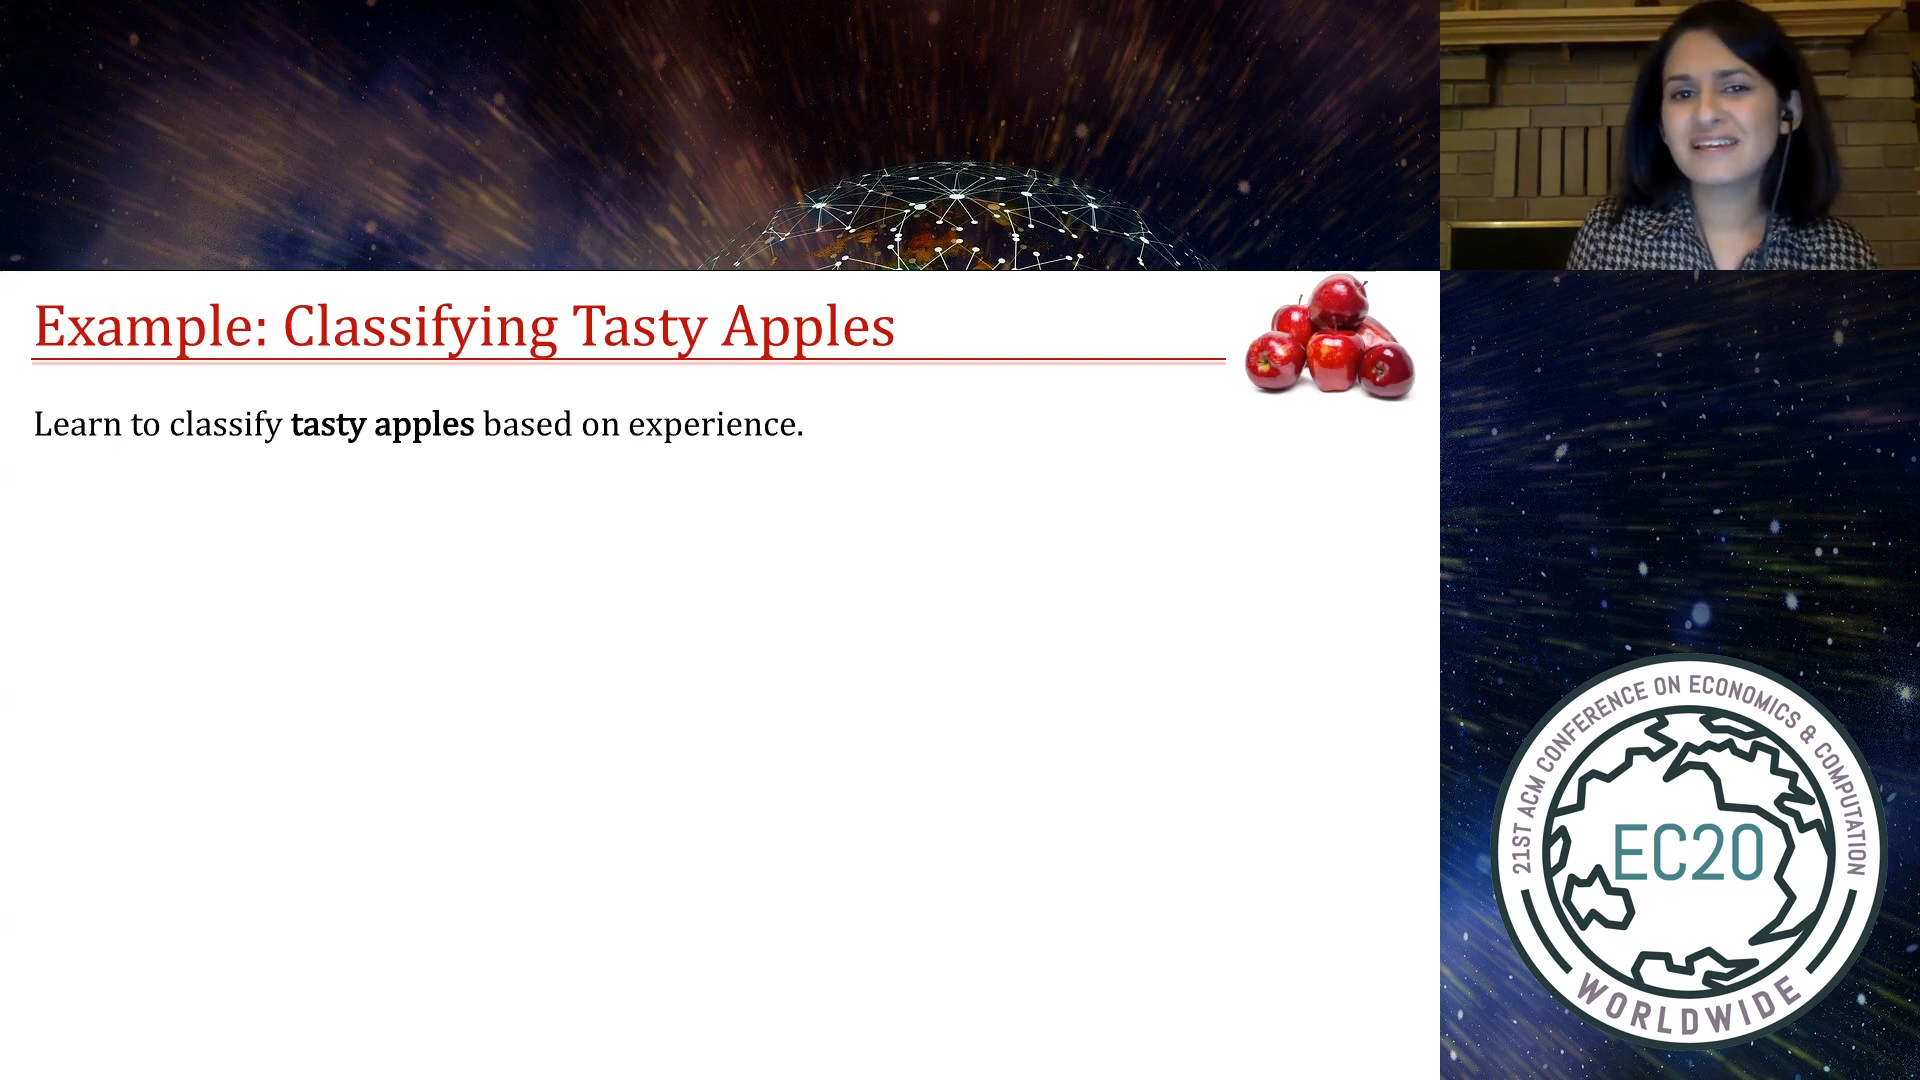 Example: Classifying Tasty Apples
Learn to classify tasty apples based on experience.
21ST ACM CONFERENCE ON ECONOMICS & COMPUTATION
EC20
WORLDWIDE